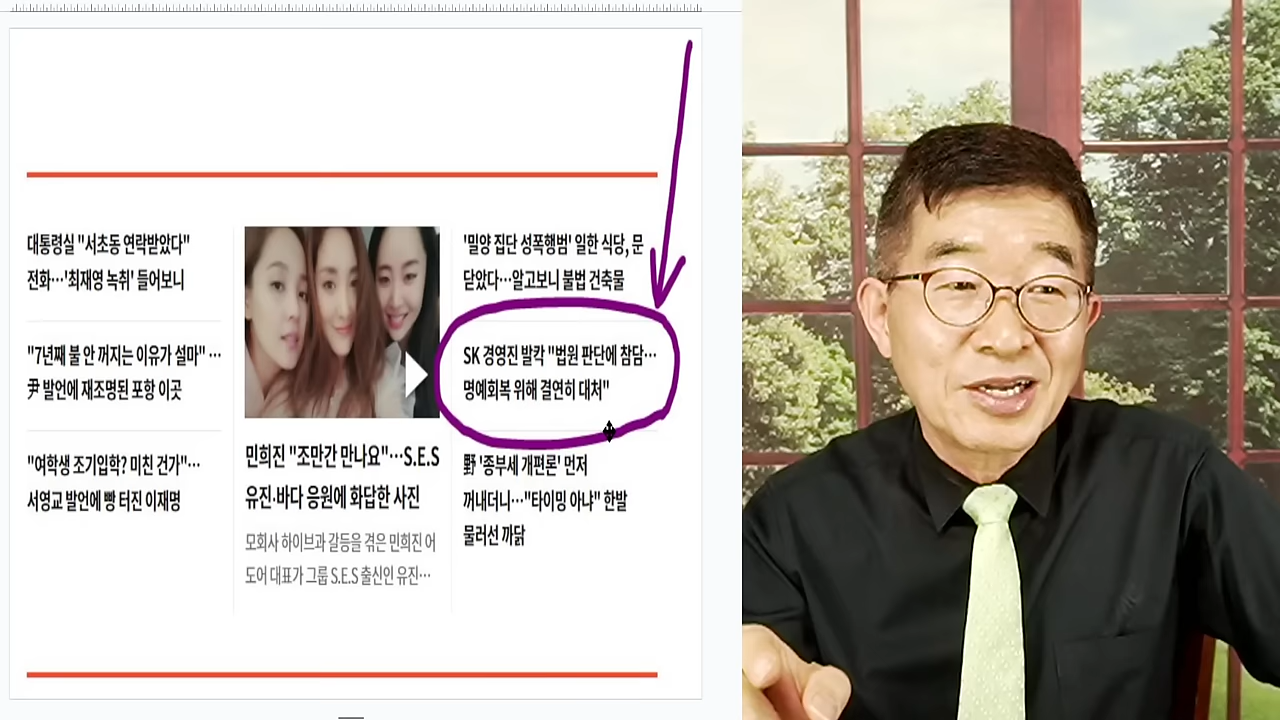 대통령실 "서초동 연락받았다"
전화…'최재영 녹취' 들어보니
"7년째 불 안 꺼지는 이유가 설마" …
尹 발언에 재조명된 포항 이곳
"여학생 조기입학? 미친 건가"…
서영교 발언에 빵 터진 이재명
민희진 "조만간 만나요"…S.E.S
유진·바다 응원에 화답한 사진
모회사 하이브과 갈등을 겪은 민희진 어
도어 대표가 그룹 S.E.S 출신인 유진…
'밀양 집단 성폭행범' 일한 식당, 문
닫았다…알고보니 불법 건축물
SK 경영진 발칵 "법원 판단에 참담…
명예회복 위해 결연히 대처"
野 '종부세 개편론' 먼저
꺼내더니…"타이밍 아냐" 한발
물러선 까닭